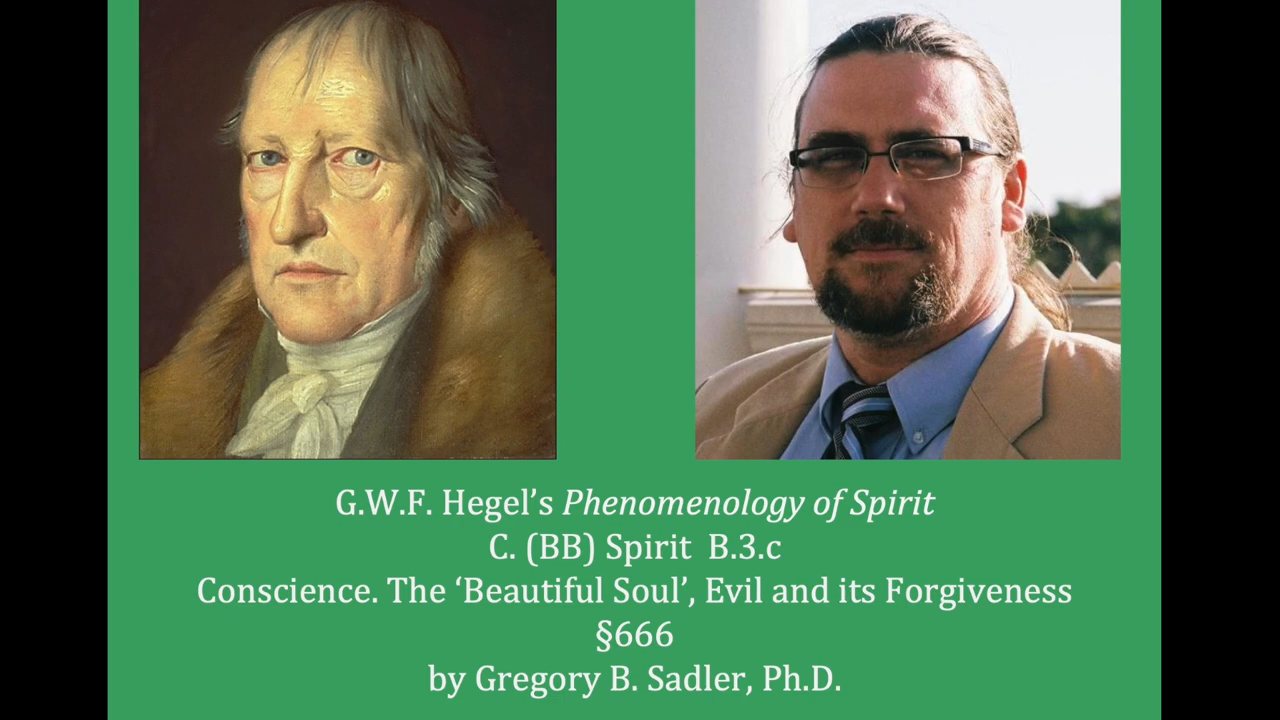 G.W.F. Hegel’s Phenomenology of Spirit
C. (BB) Spirit B.3.c
Conscience. The ‘Beautiful Soul’, Evil and its Forgiveness
§666
by Gregory B. Sadler, Ph.D.